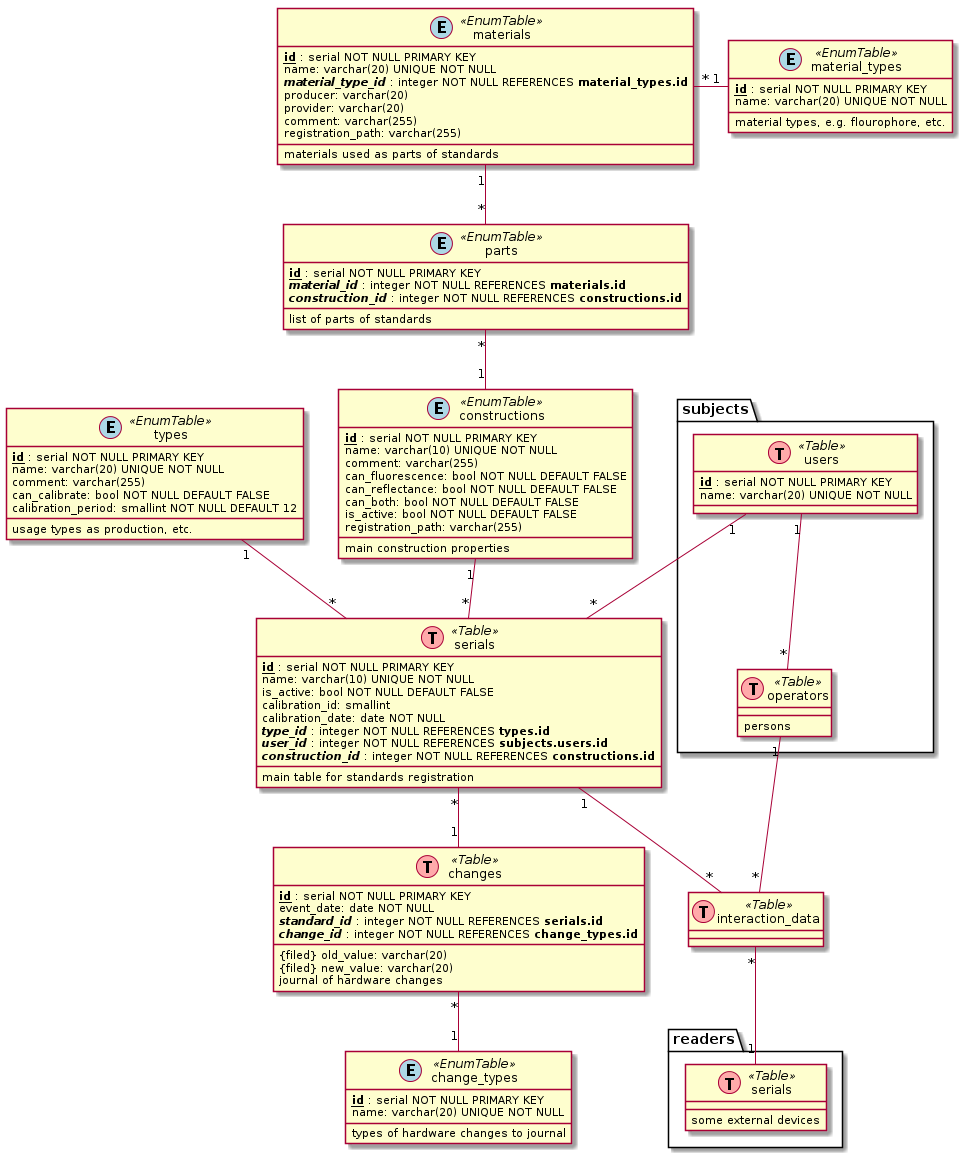 E «EnumTable»
materials
id : serial NOT NULL PRIMARY KEY
name: varchar(20) UNIQUE NOT NULL
material_type_id : integer NOT NULL REFERENCES material_types.id
producer: varchar(20)
provider: varchar(20)
comment: varchar(255)
registration_path: varchar(255)
materials used as parts of standards
* 1
E «EnumTable»
material_types
id : serial NOT NULL PRIMARY KEY
name: varchar(20) UNIQUE NOT NULL
material types, e.g. flourophore, etc.
1
*
E «EnumTable»
parts
id : serial NOT NULL PRIMARY KEY
material_id : integer NOT NULL REFERENCES materials.id
construction_id : integer NOT NULL REFERENCES constructions.id
list of parts of standards
*
1
E «EnumTable»
types
id : serial NOT NULL PRIMARY KEY
name: varchar(20) UNIQUE NOT NULL
comment: varchar(255)
can_calibrate: bool NOT NULL DEFAULT FALSE
calibration_period: smallint NOT NULL DEFAULT 12
usage types as production, etc.
E «EnumTable»
constructions
id : serial NOT NULL PRIMARY KEY
name: varchar(10) UNIQUE NOT NULL
comment: varchar(255)
can_fluorescence: bool NOT NULL DEFAULT FALSE
can_reflectance: bool NOT NULL DEFAULT FALSE
can_both: bool NOT NULL DEFAULT FALSE
is_active: bool NOT NULL DEFAULT FALSE
registration_path: varchar(255)
main construction properties
subjects
T «Table»
users
id : serial NOT NULL PRIMARY KEY
name: varchar(20) UNIQUE NOT NULL
1
*
1
*
1
*
1
*
T «Table»
operators
persons
T «Table»
serials
id : serial NOT NULL PRIMARY KEY
name: varchar(10) UNIQUE NOT NULL
is_active: bool NOT NULL DEFAULT FALSE
calibration_id: smallint
calibration_date: date NOT NULL
type_id : integer NOT NULL REFERENCES types.id
user_id : integer NOT NULL REFERENCES subjects.users.id
construction_id : integer NOT NULL REFERENCES constructions.id
main table for standards registration
*
1
1
*
1
*
T «Table»
changes
id : serial NOT NULL PRIMARY KEY
event_date: date NOT NULL
standard_id : integer NOT NULL REFERENCES serials.id
change_id : integer NOT NULL REFERENCES change_types.id
{filed} old_value: varchar(20)
{filed} new_value: varchar(20)
journal of hardware changes
T «Table»
interaction_data
*
1
*
1
E «EnumTable»
change_types
id : serial NOT NULL PRIMARY KEY
name: varchar(20) UNIQUE NOT NULL
types of hardware changes to journal
readers
T «Table»
serials
some external devices